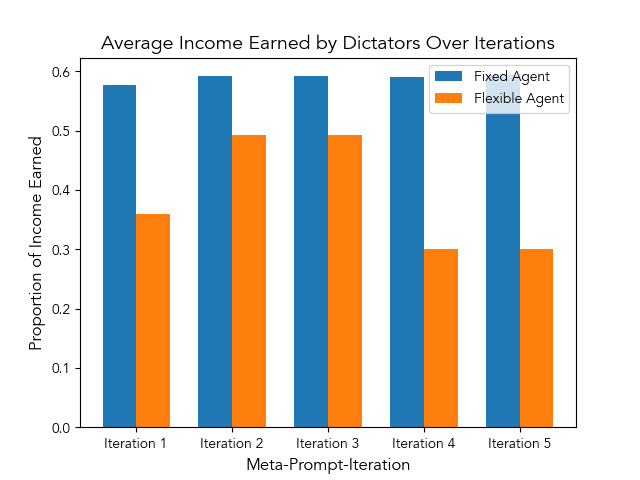 Average Income Earned by Dictators Over Iterations
Fixed Agent
Flexible Agent
Proportion of Income Earned
0.6
0.5
0.4
0.3
0.2
0.1
0.0
Iteration 1 Iteration 2 Iteration 3 Iteration 4 Iteration 5
Meta-Prompt-Iteration